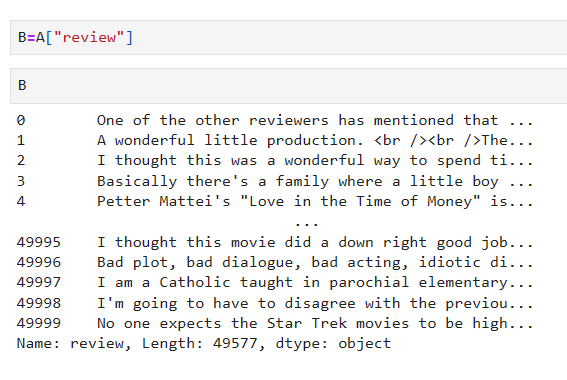 B=A["review"]
B
0 One of the other reviewers has mentioned that ...
1 A wonderful little production. <br /><br />The...
2 I thought this was a wonderful way to spend ti...
3 Basically there's a family where a little boy ...
4 Petter Mattei's "Love in the Time of Money" is...
...
49995 I thought this movie did a down right good job...
49996 Bad plot, bad dialogue, bad acting, idiotic di...
49997 I am a Catholic taught in parochial elementary...
49998 I'm going to have to disagree with the previou...
49999 No one expects the Star Trek movies to be high...
Name: review, Length: 49577, dtype: object